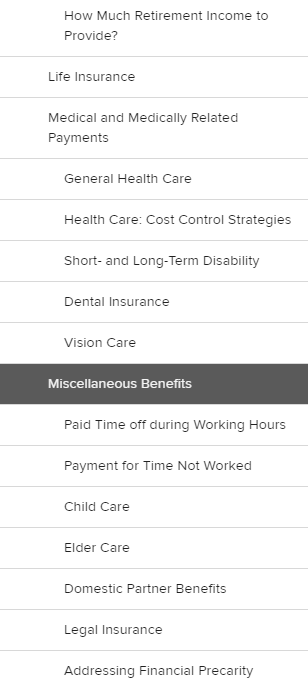 How Much Retirement Income to
Provide?
Life Insurance
Medical and Medically Related
Payments
General Health Care
Health Care: Cost Control Strategies
Short- and Long-Term Disability
Dental Insurance
Vision Care
Miscellaneous Benefits
Paid Time off during Working Hours
Payment for Time Not Worked
Child Care
Elder Care
Domestic Partner Benefits
Legal Insurance
Addressing Financial Precarity